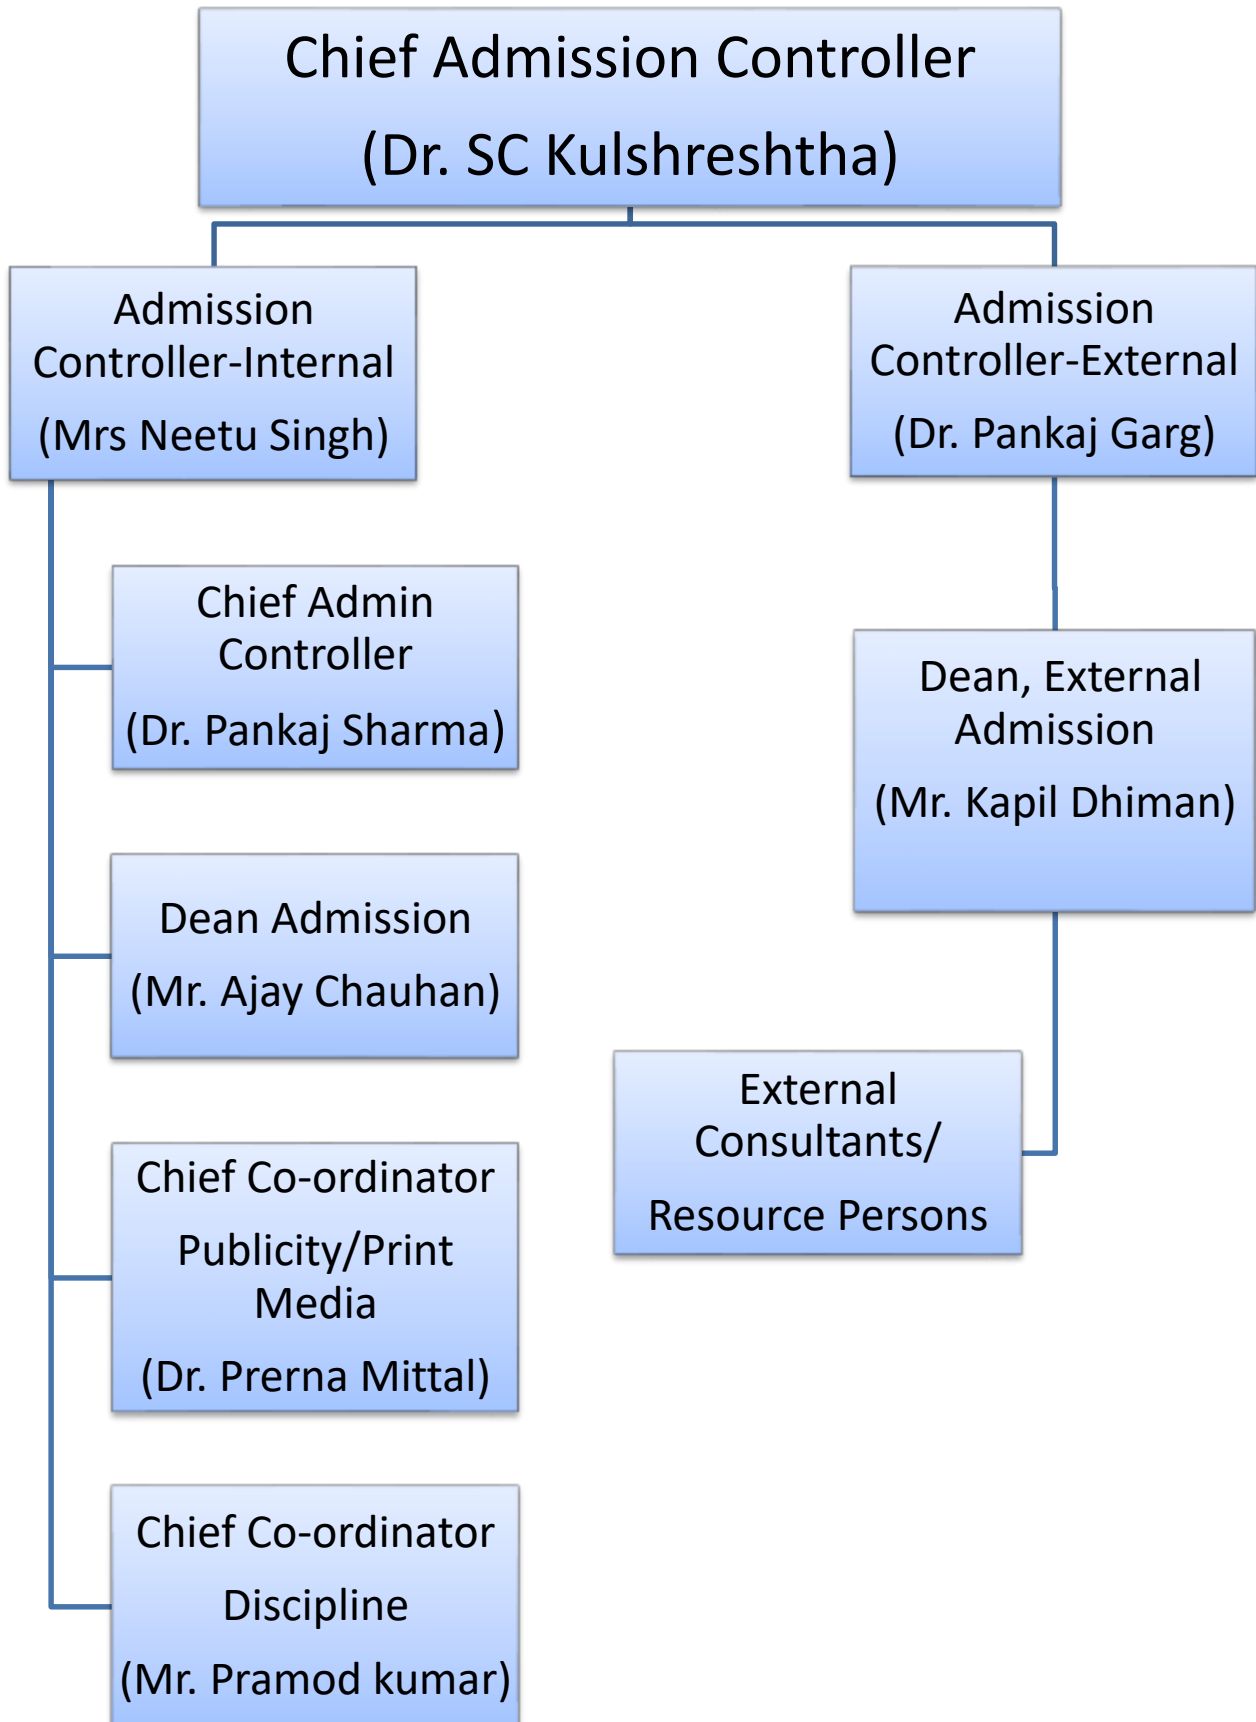 Chief Admission Controller
(Dr. SC Kulshreshtha)
Admission
Controller-Internal
(Mrs Neetu Singh)
Admission
Controller-External
(Dr. Pankaj Garg)
Chief Admin
Controller
(Dr. Pankaj Sharma)
Dean, External
Admission
(Mr. Kapil Dhiman)
Dean Admission
(Mr. Ajay Chauhan)
External
Consultants/
Resource Persons
Chief Co-ordinator
Publicity/Print
Media
(Dr. Prerna Mittal)
Chief Co-ordinator
Discipline
(Mr. Pramod kumar)